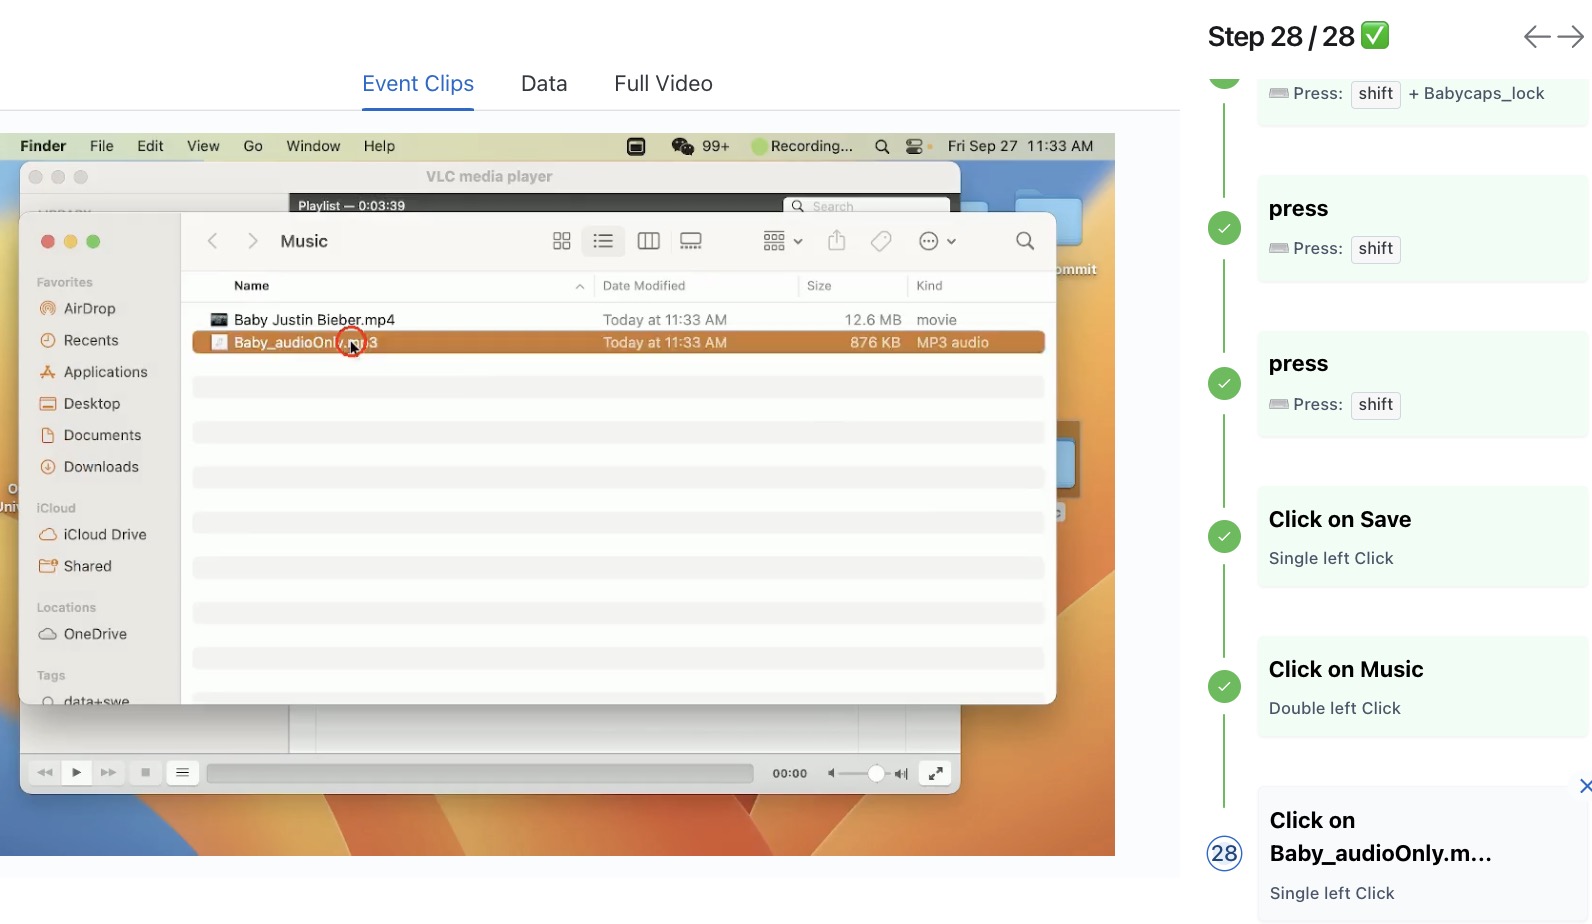 Step 28 / 28
Event Clips
Data
Full Video
Finder File Edit View Go Window Help
99+
Recording...
Fri Sep 27 11:33 AM
VLC media player
Playlist — 0:03:39
Search
Music
Favorites
AirDrop
Recents
Applications
Desktop
Documents
Downloads
iCloud
iCloud Drive
Shared
Locations
OneDrive
Tags
data+swe
Name Date Modified Size Kind
Baby Justin Bieber.mp4 Today at 11:33 AM 12.6 MB movie
Baby_audioOnly.mp3 Today at 11:33 AM 876 KB MP3 audio
ommit
00:00
Press: shift + Babycaps_lock
press
Press: shift
press
Press: shift
Click on Save
Single left Click
Click on Music
Double left Click
28
Click on
Baby_audioOnly.m...
Single left Click